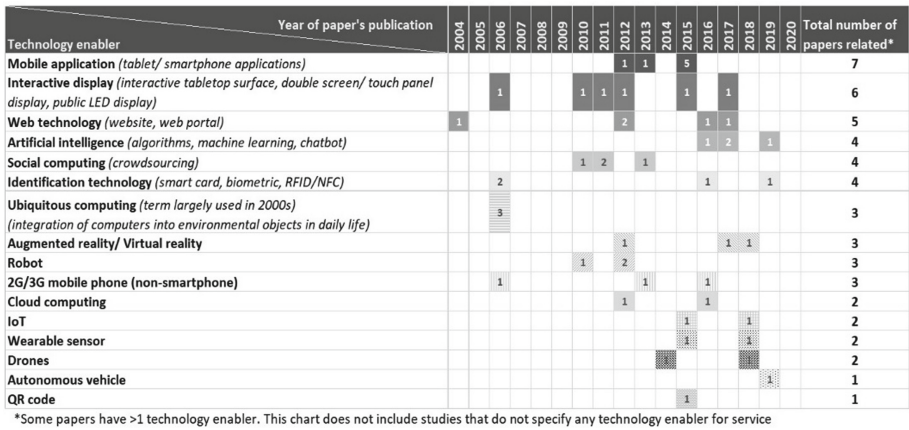 Year of paper's publication 2004 2005 2006 2007 2008 2009 2010 2011 2012 2013 2014 2015 2016 2017 2018 2019 2020 Total number of
Technology enabler papers related*
Mobile application (tablet/ smartphone applications) 1 1 5 7
Interactive display (interactive tabletop surface, double screen/ touch panel
display, public LED display) 1 1 1 1 1 1 6
Web technology (website, web portal) 1 2 1 1 5
Artificial intelligence (algorithms, machine learning, chatbot) 1 2 1 4
Social computing (crowdsourcing) 1 2 1 4
Identification technology (smart card, biometric, RFID/NFC) 2 1 1 4
Ubiquitous computing (term largely used in 2000s)
(integration of computers into environmental objects in daily life) 3 3
Augmented reality/ Virtual reality 1 1 1 3
Robot 1 2 3
2G/3G mobile phone (non-smartphone) 1 1 1 3
Cloud computing 1 1 2
IoT 1 1 2
Wearable sensor 1 1 2
Drones 1 1 2
Autonomous vehicle 1 1
QR code 1 1
*Some papers have >1 technology enabler. This chart does not include studies that do not specify any technology enabler for service